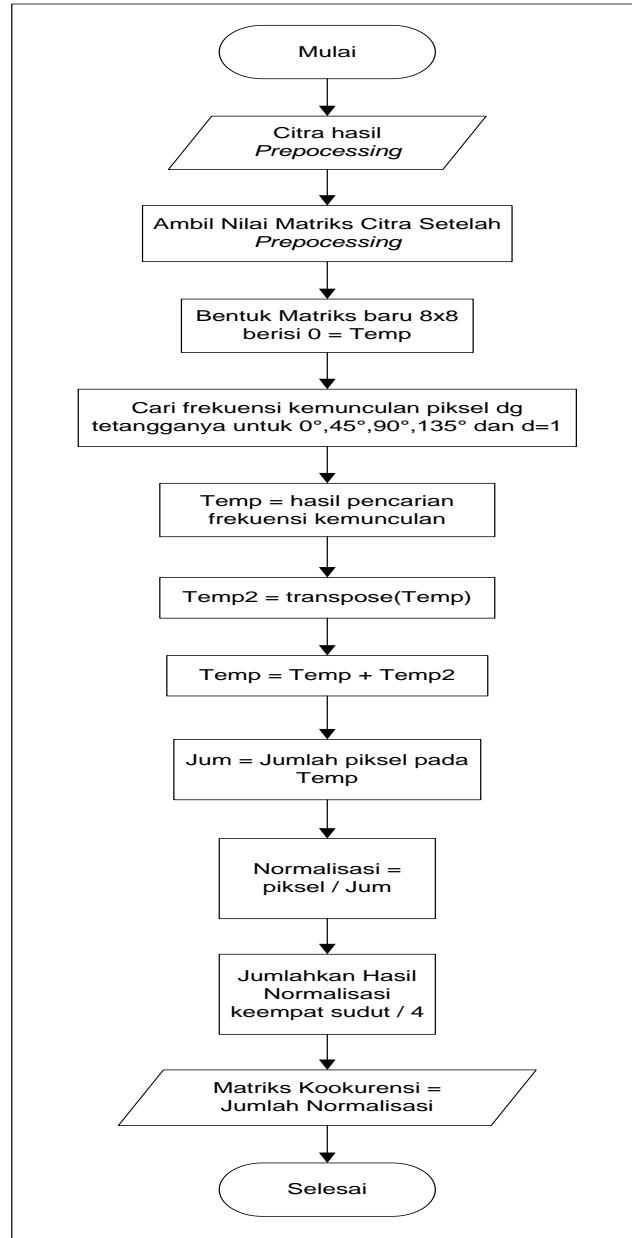 Mulai
Citra hasil
Prepocessing
Ambil Nilai Matriks Citra Setelah
Prepocessing
Bentuk Matriks baru 8x8
berisi 0 = Temp
Cari frekuensi kemunculan piksel dg
tetangganya untuk 0°,45°,90°,135° dan d=1
Temp = hasil pencarian
frekuensi kemunculan
Temp2 = transpose(Temp)
Temp = Temp + Temp2
Jum = Jumlah piksel pada
Temp
Normalisasi =
piksel / Jum
Jumlahkan Hasil
Normalisasi
keempat sudut / 4
Matriks Kookurensi =
Jumlah Normalisasi
Selesai